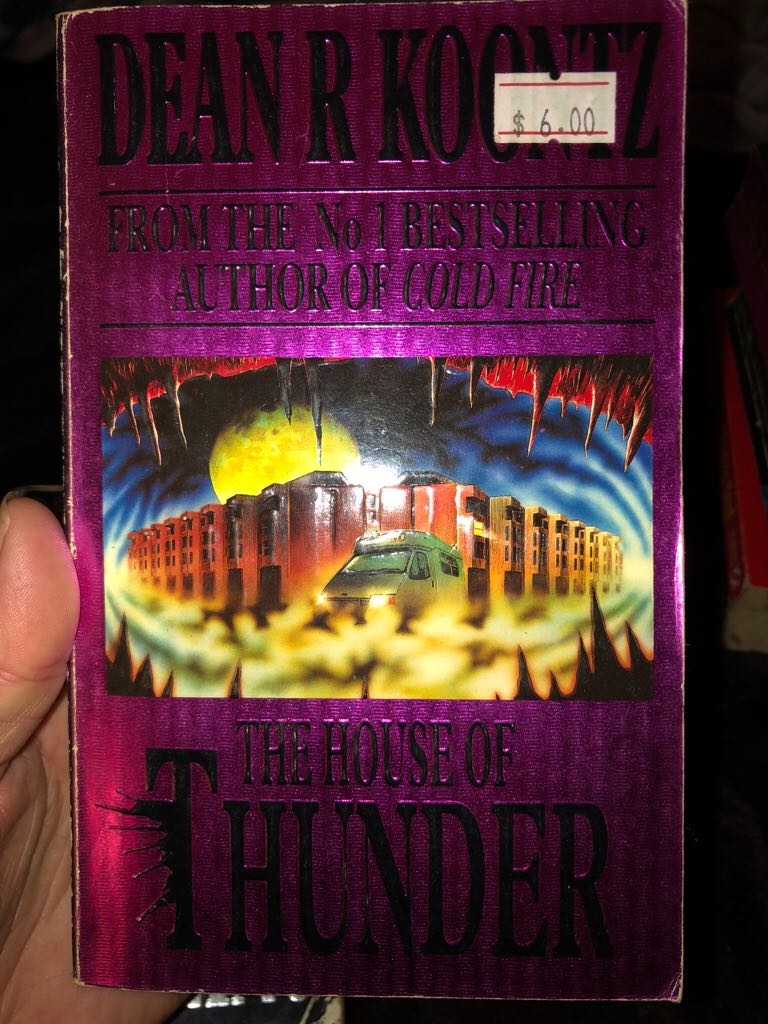 DEAN R KOONTZ
$ 6.00
FROM THE No 1 BESTSELLING
AUTHOR OF COLD FIRE
THE HOUSE OF
THUNDER